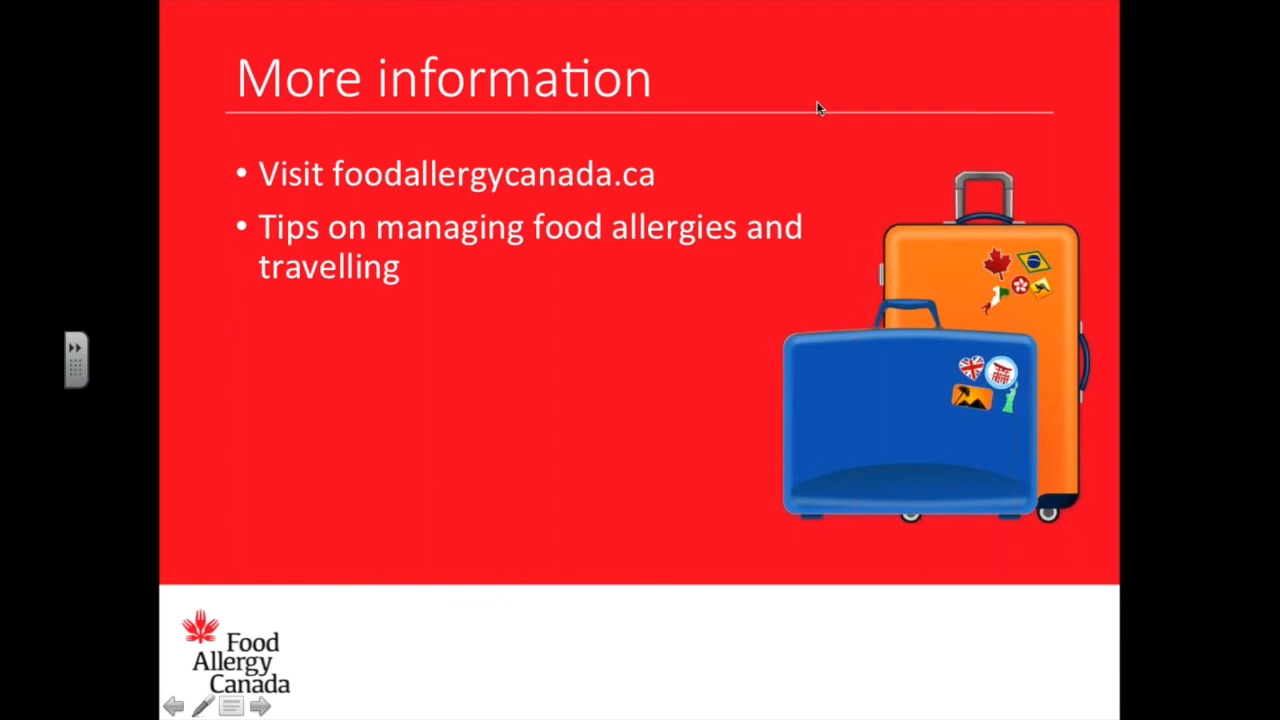 More information
• Visit foodallergycanada.ca
• Tips on managing food allergies and
travelling
Food
Allergy
Canada